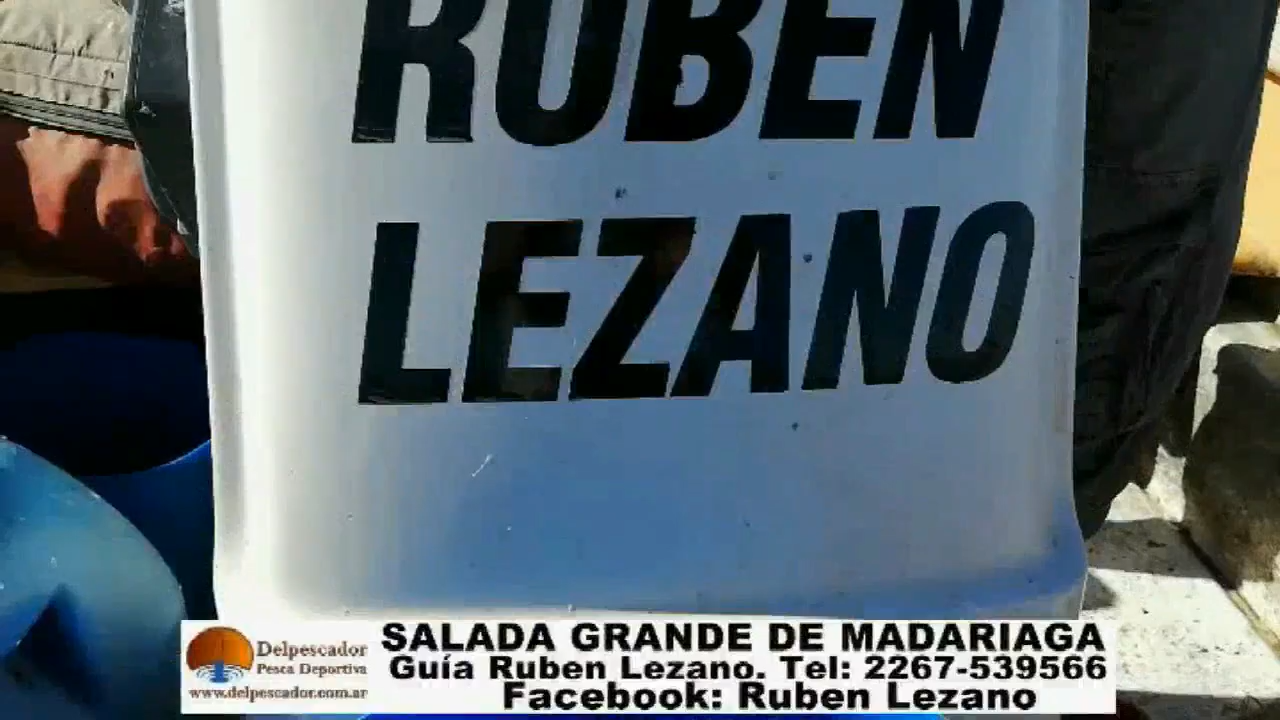 RUBEN
LEZANO
Delpescador
Pesca Deportiva
www.delpescador.com.ar
SALADA GRANDE DE MADARIAGA
Guía Ruben Lezano. Tel: 2267-539566
Facebook: Ruben Lezano